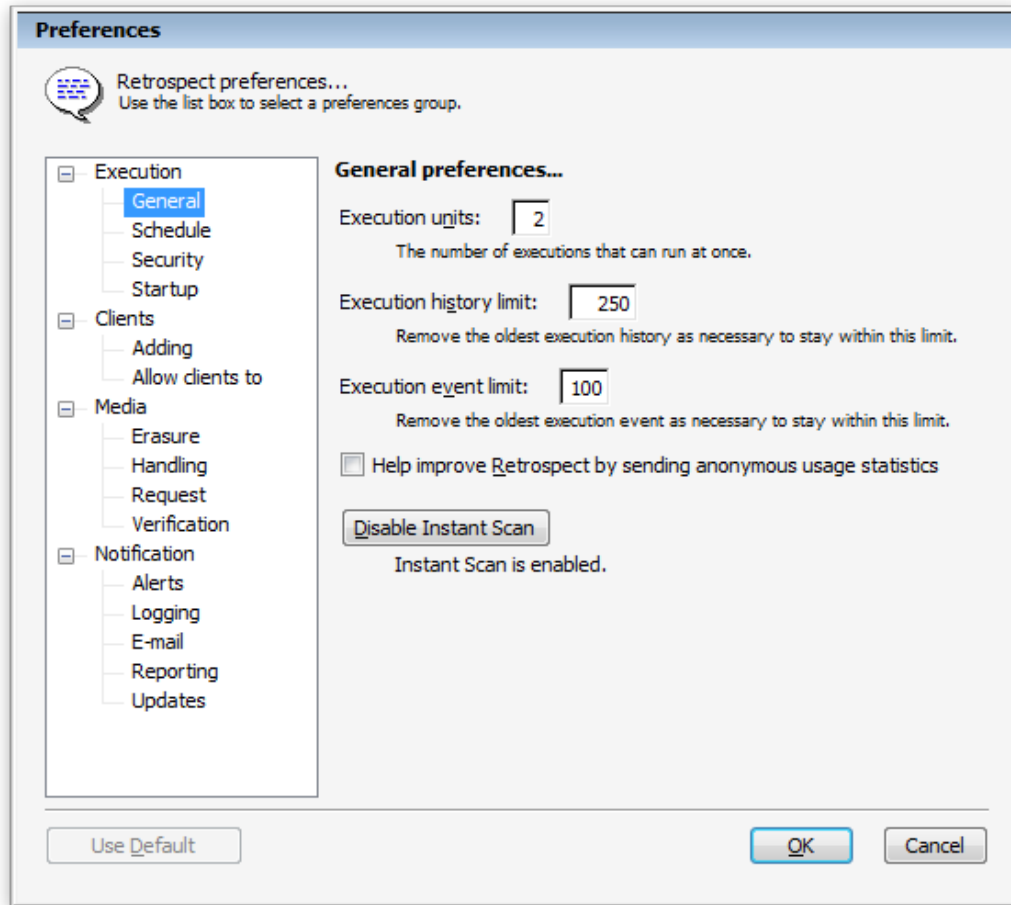 Preferences
Retrospect preferences...
Use the list box to select a preferences group.
Execution
General
Schedule
Security
Startup
Clients
Adding
Allow clients to
Media
Erasure
Handling
Request
Verification
Notification
Alerts
Logging
E-mail
Reporting
Updates
General preferences...
Execution units: 2
The number of executions that can run at once.
Execution history limit: 250
Remove the oldest execution history as necessary to stay within this limit.
Execution event limit: 100
Remove the oldest execution event as necessary to stay within this limit.
Help improve Retrospect by sending anonymous usage statistics
Disable Instant Scan
Instant Scan is enabled.
Use Default
OK
Cancel